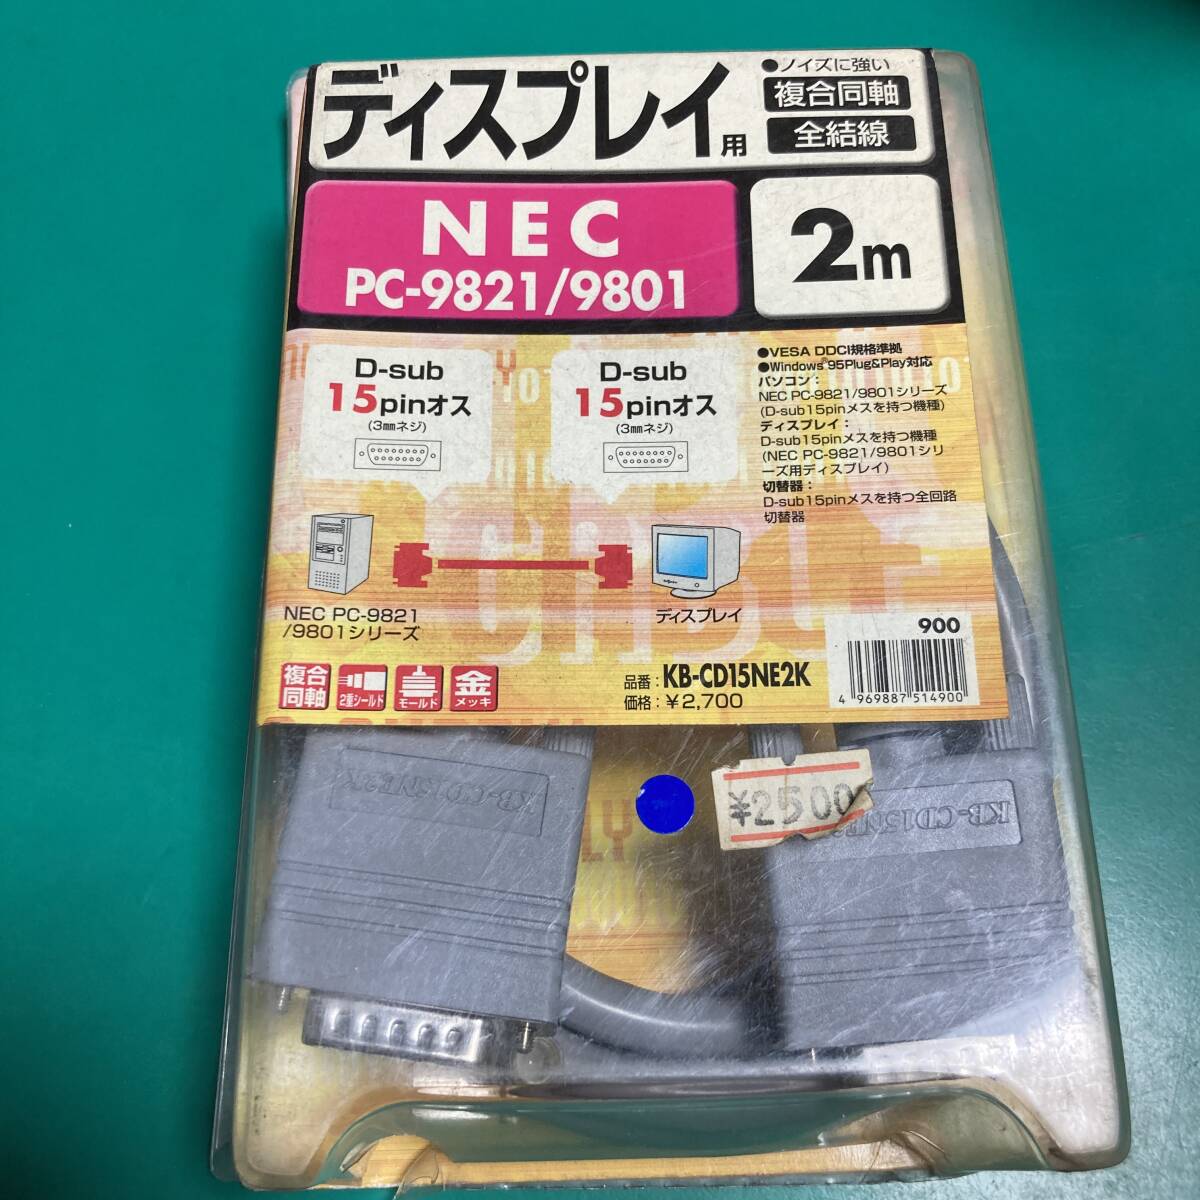 ディスプレイ用
●ノイズに強い
複合同軸
全結線
NEC
PC-9821/9801
2m
D-sub
15pinオス
(3mmネジ)
D-sub
15pinオス
(3mmネジ)
●VESA DDC規格準拠
●Windows®95Plug&Play対応
パソコン：
NEC PC-9821/9801シリーズ
(D-sub15pinメスを持つ機種)
ディスプレイ：
D-sub15pinメスを持つ機種
(NEC PC-9821/9801シリ
ーズ用ディスプレイ)
切替器：
D-sub15pinメスを持つ全回路
切替器
NEC PC-9821
/9801シリーズ
ディスプレイ
複合
同軸
2重シールド
モールド
金
メッキ
品番：KB-CD15NE2K
価格：￥2,700
900
4 969887 514900
KB-CD15NE2K
¥2500
KB-CD15NE